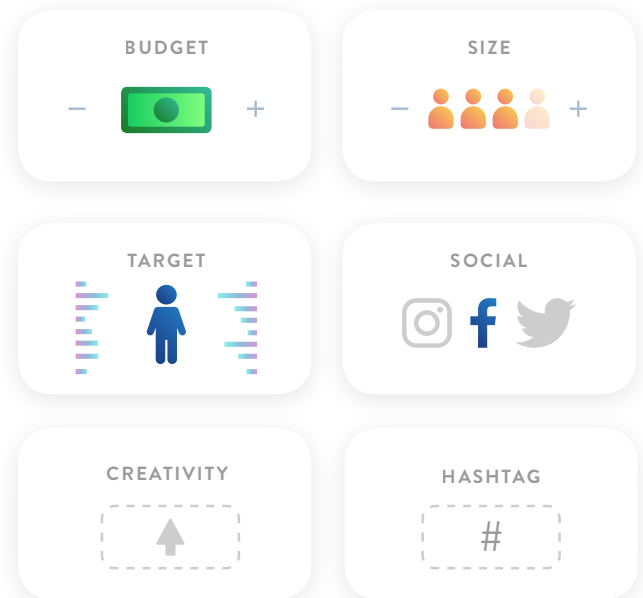 BUDGET
SIZE
− +
− +
TARGET
SOCIAL
CREATIVITY
HASHTAG
#